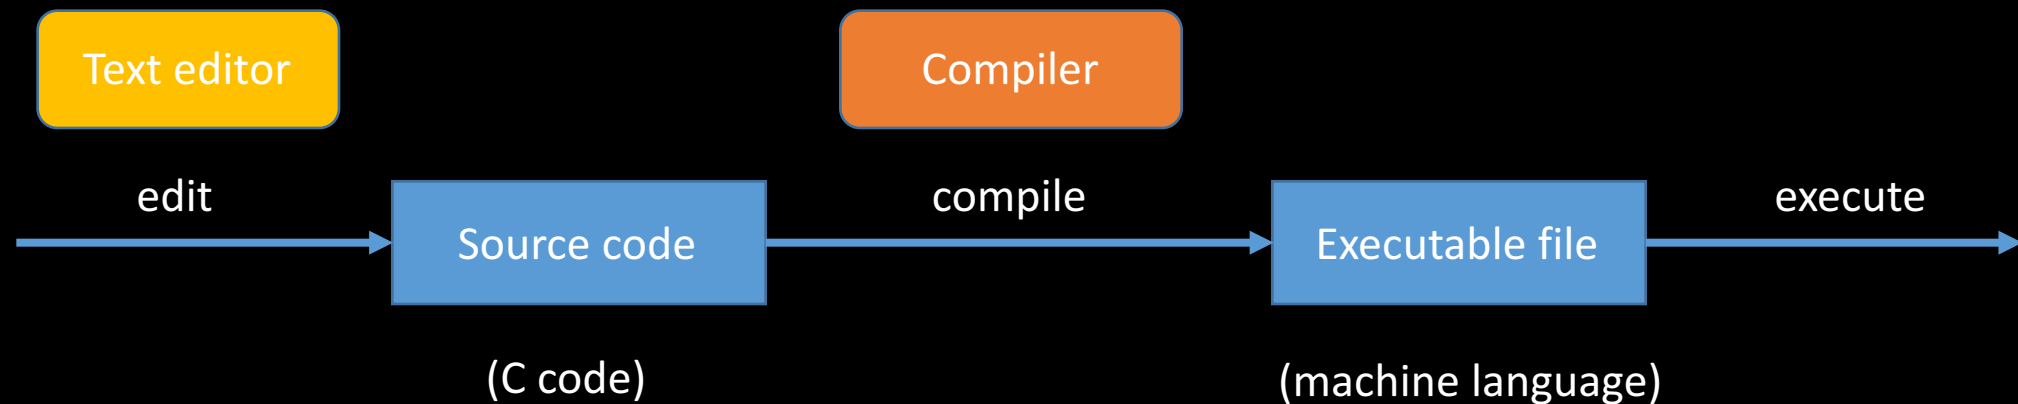 Text editor
Compiler
edit
compile
execute
Source code
Executable file
(C code)
(machine language)